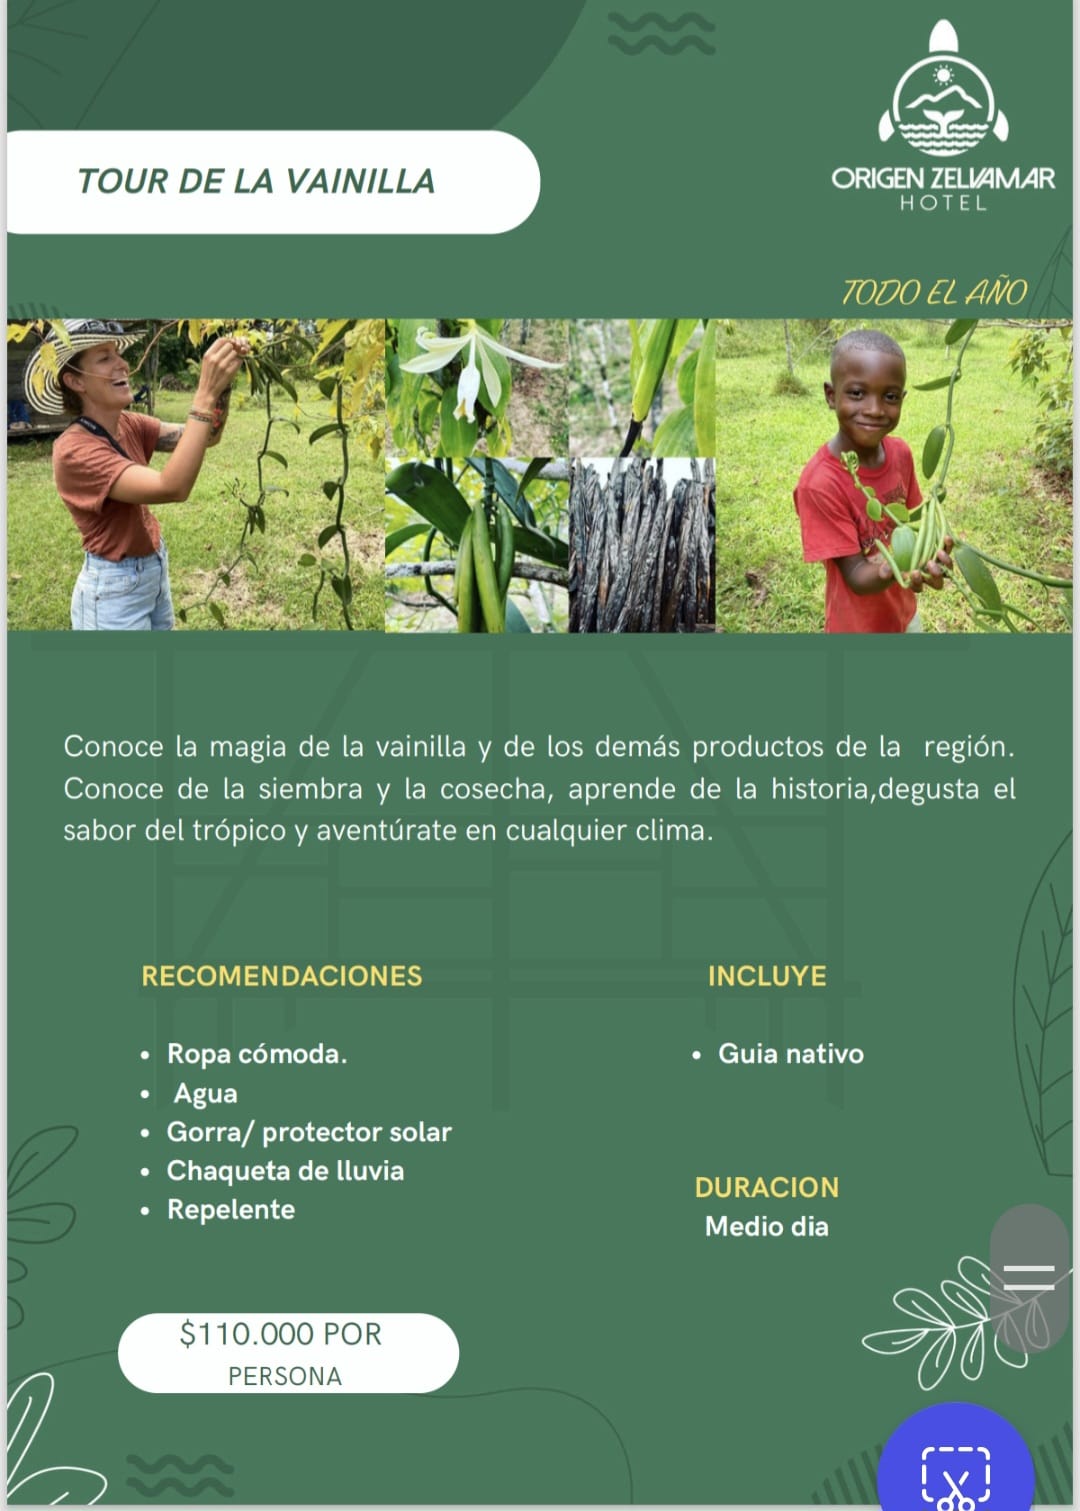 TOUR DE LA VAINILLA
ORIGEN ZELVAMAR
HOTEL
TODO EL AÑO
Conoce la magia de la vainilla y de los demás productos de la región.
Conoce de la siembra y la cosecha, aprende de la historia,degusta el
sabor del trópico y aventúrate en cualquier clima.
RECOMENDACIONES
• Ropa cómoda.
• Agua
• Gorra/ protector solar
• Chaqueta de lluvia
• Repelente
INCLUYE
• Guia nativo
DURACION
Medio dia
$110.000 POR
PERSONA